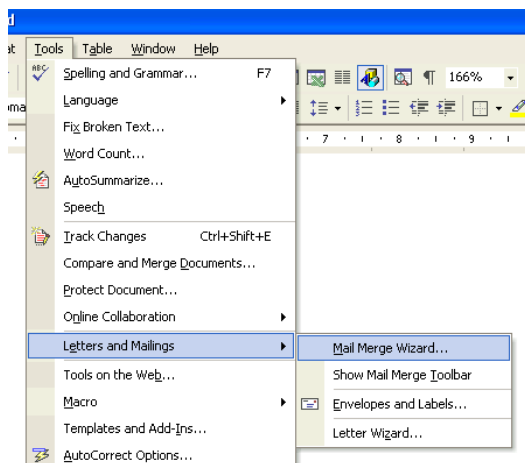 d
at Tools Table Window Help
Spelling and Grammar... F7
166%
Language
oma
Fix Broken Text...
7 8 9
Word Count...
AutoSummarize...
Speech
Track Changes Ctrl+Shift+E
Compare and Merge Documents...
Protect Document...
Online Collaboration
Letters and Mailings
Mail Merge Wizard...
Tools on the Web...
Show Mail Merge Toolbar
Macro
Envelopes and Labels...
Templates and Add-Ins...
Letter Wizard...
AutoCorrect Options...